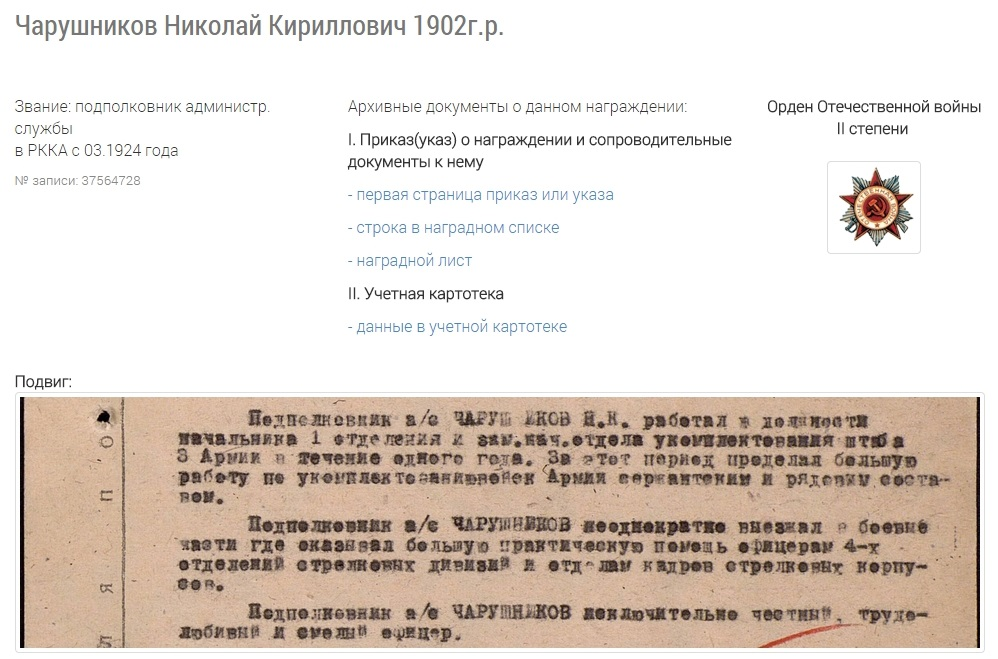 Чарушников Николай Кириллович 1902г.р.
Звание: подполковник администр.
службы
в РККА с 03.1924 года
№ записи: 37564728
Архивные документы о данном награждении:
I. Приказ(указ) о награждении и сопроводительные
документы к нему
- первая страница приказ или указа
- строка в наградном списке
- наградной лист
II. Учетная картотека
- данные в учетной картотеке
Орден Отечественной войны
II степени
Подвиг:
Подполковник а/с ЧАРУШ ИКОВ Н.К. работал в должности
начальника 1 отделения и зам.нач.отдела укомплектования штаба
3 Армии в течение одного года. За этот период проделал большую
работу по укомплектованиювойск Армии сержантским и рядовым соста-
вом.
Подполковник а/с ЧАРУШНИКОВ неоднократно выезжал в боевые
части где оказывал большую практическую помощь офицерам 4-х
отделений стрелковых дивизий и отделам кадров стрелковых корпу-
сов.
Подполковник а/с ЧАРУШНИКОВ исключительно честный, трудо-
любивый и смелый офицер.